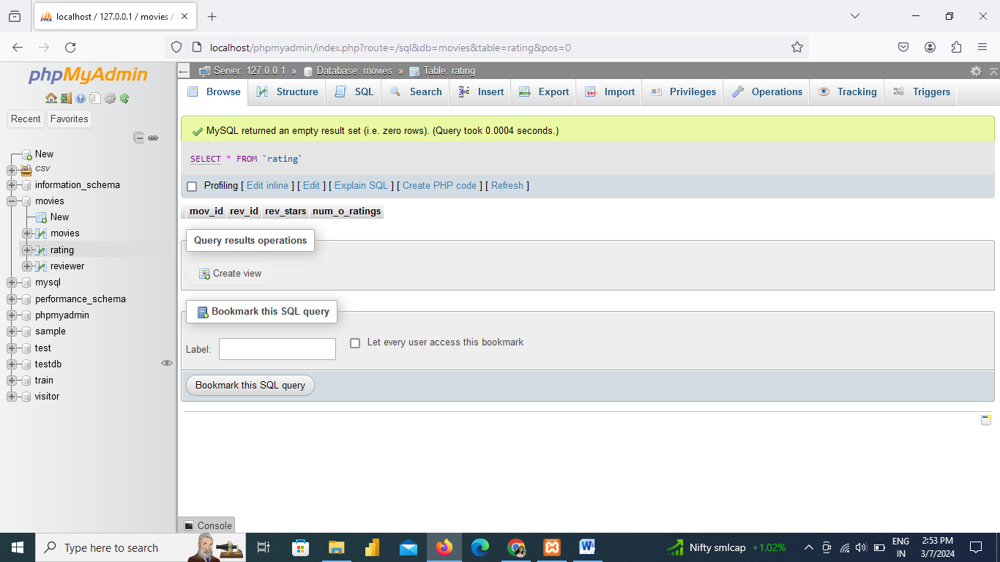 localhost / 127.0.0.1 / movies /
localhost/phpmyadmin/index.php?route=/sql&db=movies&table=rating&pos=0
phpMyAdmin
Recent Favorites
New
csv
information_schema
movies
New
movies
rating
reviewer
mysql
performance_schema
phpmyadmin
sample
test
testdb
train
visitor
Server: 127.0.0.1 » Database: movies » Table: rating
Browse Structure SQL Search Insert Export Import Privileges Operations Tracking Triggers
MySQL returned an empty result set (i.e. zero rows). (Query took 0.0004 seconds.)
SELECT * FROM `rating`
Profiling [ Edit inline ] [ Edit ] [ Explain SQL ] [ Create PHP code ] [ Refresh ]
mov_id rev_id rev_stars num_o_ratings
Query results operations
Create view
Bookmark this SQL query
Label: Let every user access this bookmark
Bookmark this SQL query
Console
Type here to search
Nifty smlcap +1.02%
ENG
IN
2:53 PM
3/7/2024